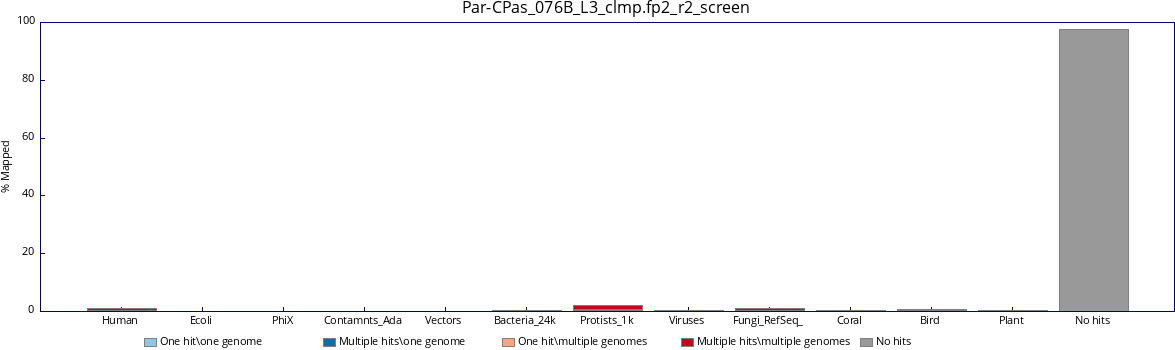 Par-CPas_076B_L3_clmp.fp2_r2_screen
100
80
60
40
20
0
% Mapped
Human Ecoli PhiX Contamnts_Ada Vectors Bacteria_24k Protists_1k Viruses Fungi_RefSeq_ Coral Bird Plant No hits
One hit\one genome Multiple hits\one genome One hit\multiple genomes Multiple hits\multiple genomes No hits